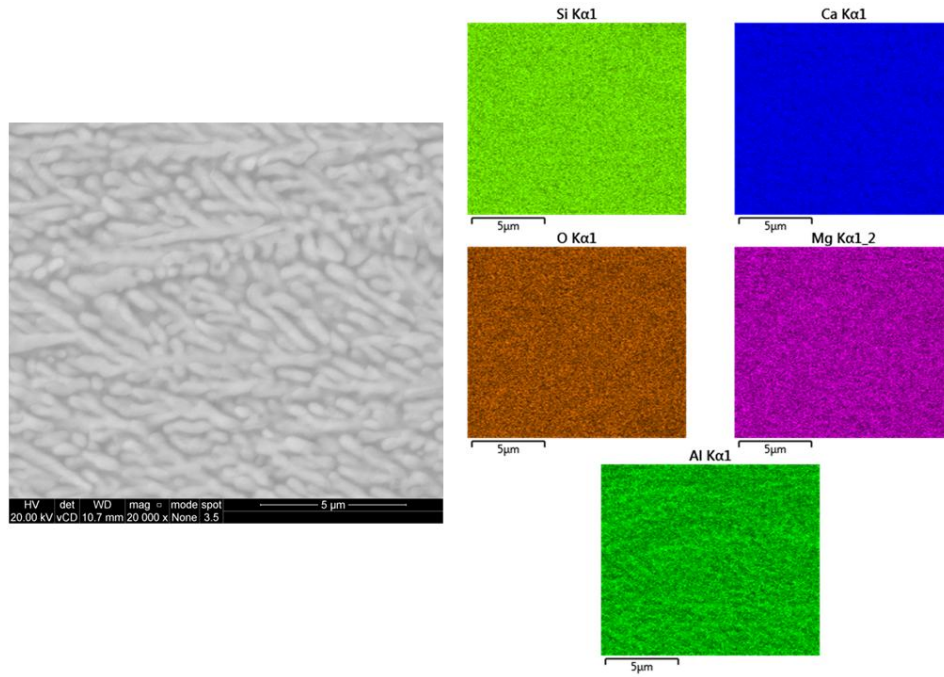 Si Kα1
Ca Kα1
5μm
5μm
O Kα1
Mg Kα1_2
5μm
5μm
Al Kα1
5μm
HV det WD mag □ mode spot
5 μm
20.00 kV vCD 10.7 mm 20 000 x None 3.5